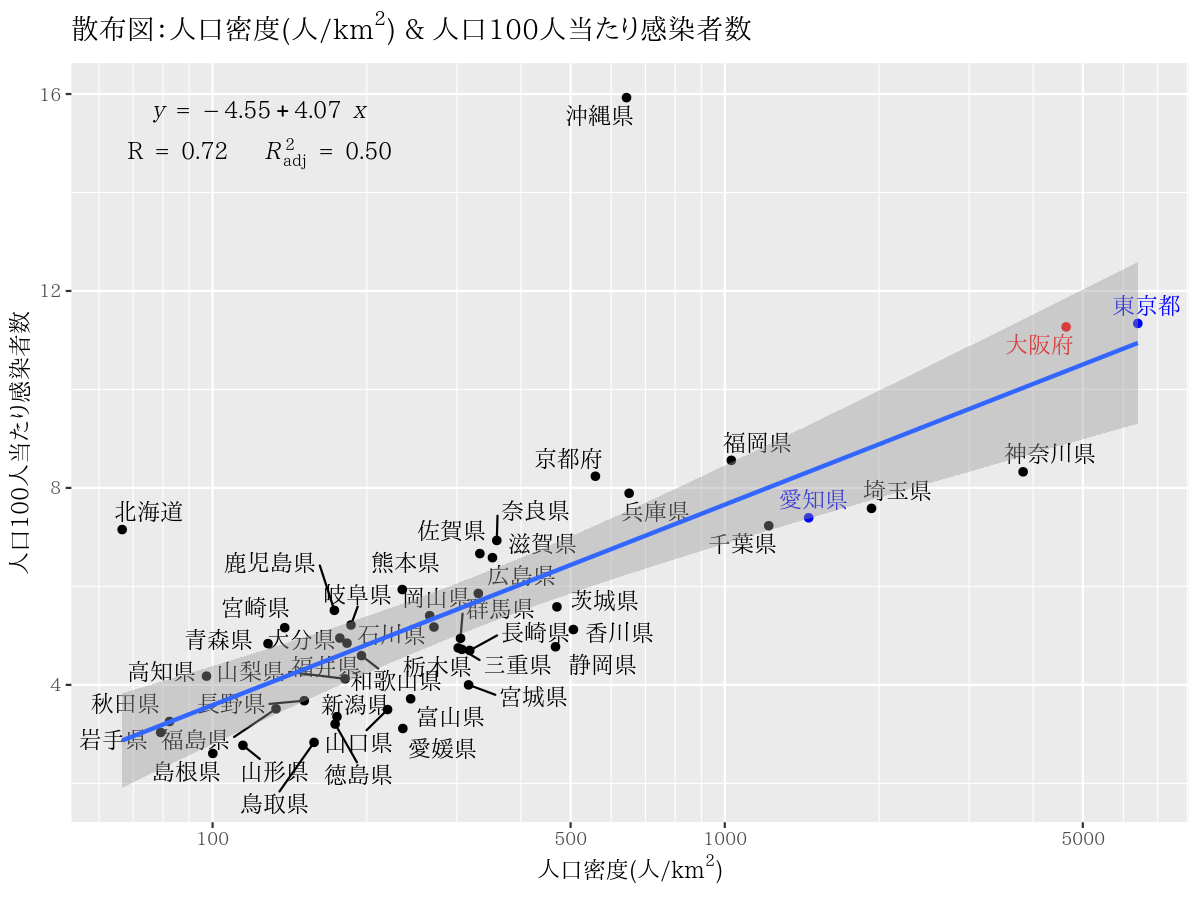 散布図：人口密度(人/km²) & 人口100人当たり感染者数
y = −4.55+4.07 x
R = 0.72 R²adj = 0.50
沖縄県
東京都
大阪府
福岡県
神奈川県
京都府
埼玉県
愛知県
兵庫県
千葉県
北海道
奈良県
佐賀県
滋賀県
鹿児島県
熊本県
広島県
岐阜県
岡山県
群馬県
茨城県
宮崎県
青森県
大分県
石川県
長崎県
香川県
高知県
山梨県
福井県
栃木県
三重県
静岡県
和歌山県
秋田県
長野県
新潟県
富山県
宮城県
岩手県
福島県
山口県
愛媛県
島根県
山形県
徳島県
鳥取県
16
12
8
4
人口100人当たり感染者数
100
500
1000
5000
人口密度(人/km²)